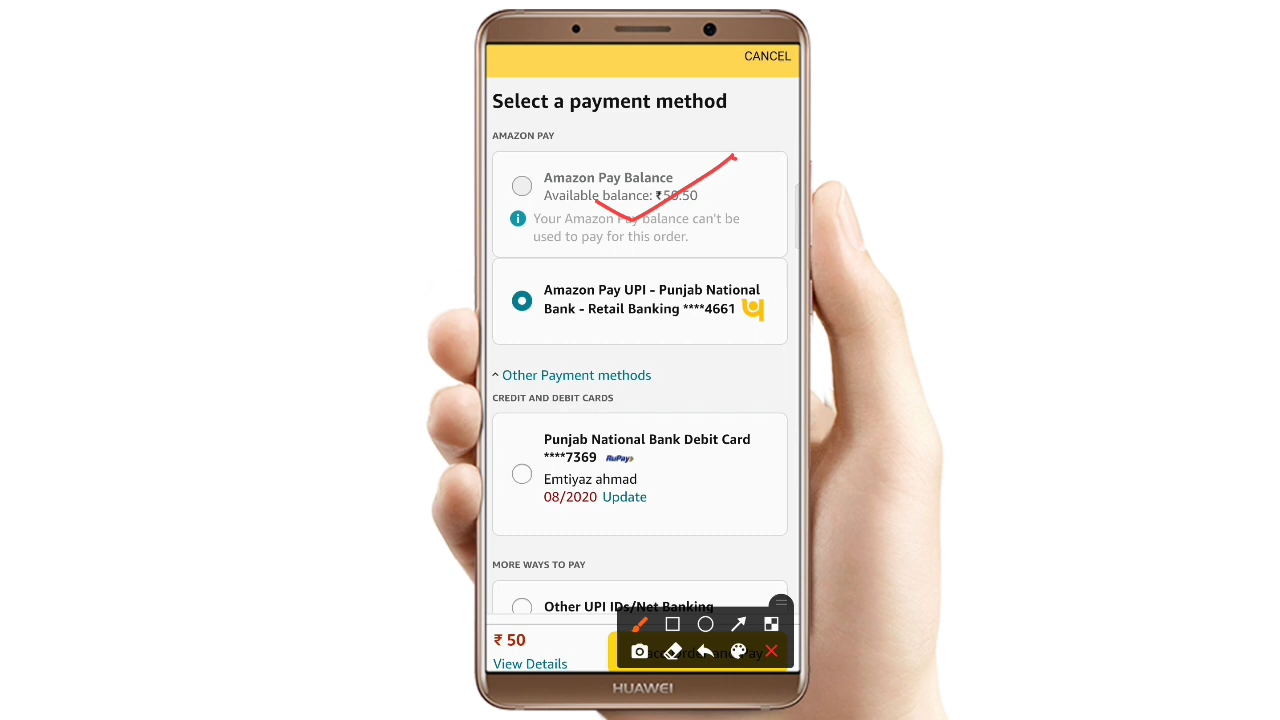 CANCEL
Select a payment method
AMAZON PAY
Amazon Pay Balance
Available balance: ₹50.50
Your Amazon Pay balance can't be
used to pay for this order.
Amazon Pay UPI - Punjab National
Bank - Retail Banking ****4661
^ Other Payment methods
CREDIT AND DEBIT CARDS
Punjab National Bank Debit Card
****7369 RuPay
Emtiyaz ahmad
08/2020 Update
MORE WAYS TO PAY
Other UPI IDs/Net Banking
₹ 50
View Details
HUAWEI